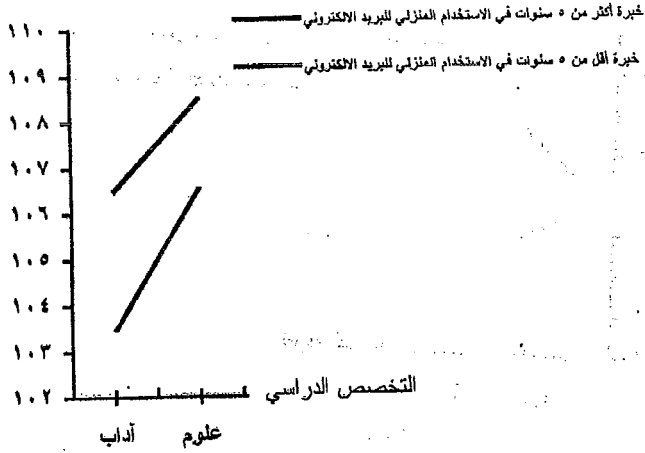 خبرة أكثر من ٥ سنوات في الاستخدام المنزلي للبريد الالكتروني
خبرة أقل من ٥ سنوات في الاستخدام المنزلي للبريد الالكتروني
١١٠
١٠٩
١٠٨
١٠٧
١٠٦
١٠٥
١٠٤
١٠٣
١٠٢
التخصص الدراسي
آداب
علوم